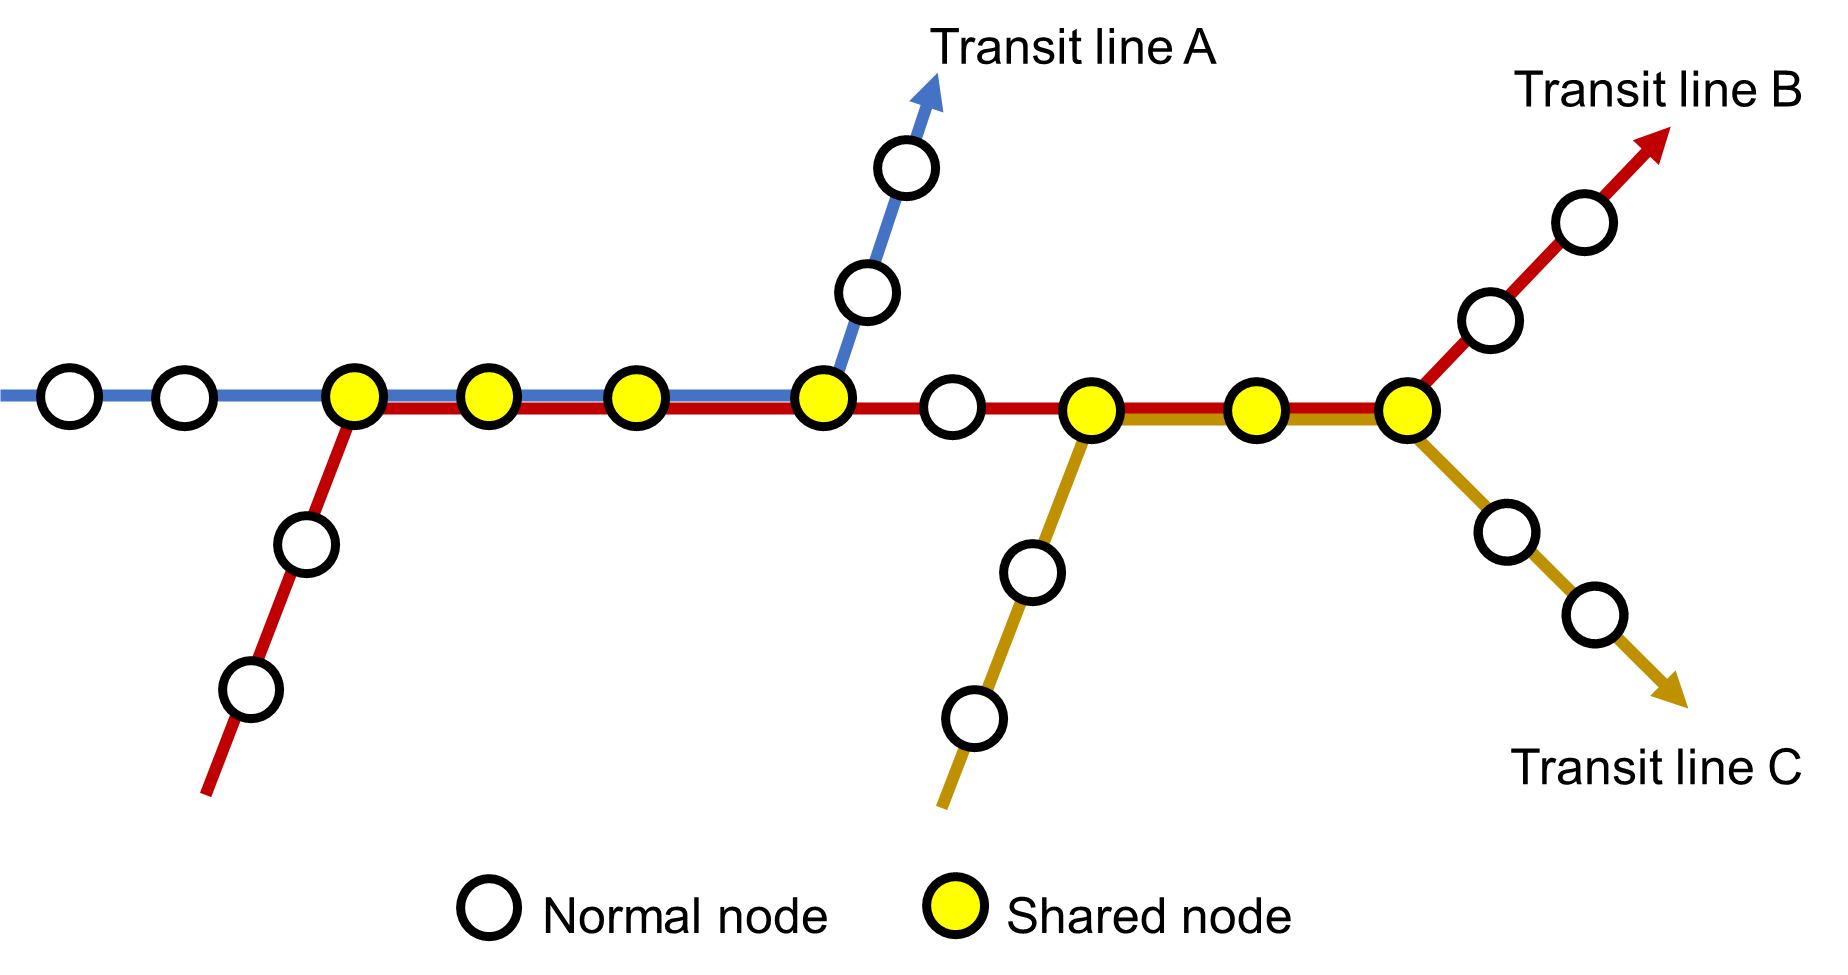 Transit line A
Transit line B
Transit line C
Normal node
Shared node